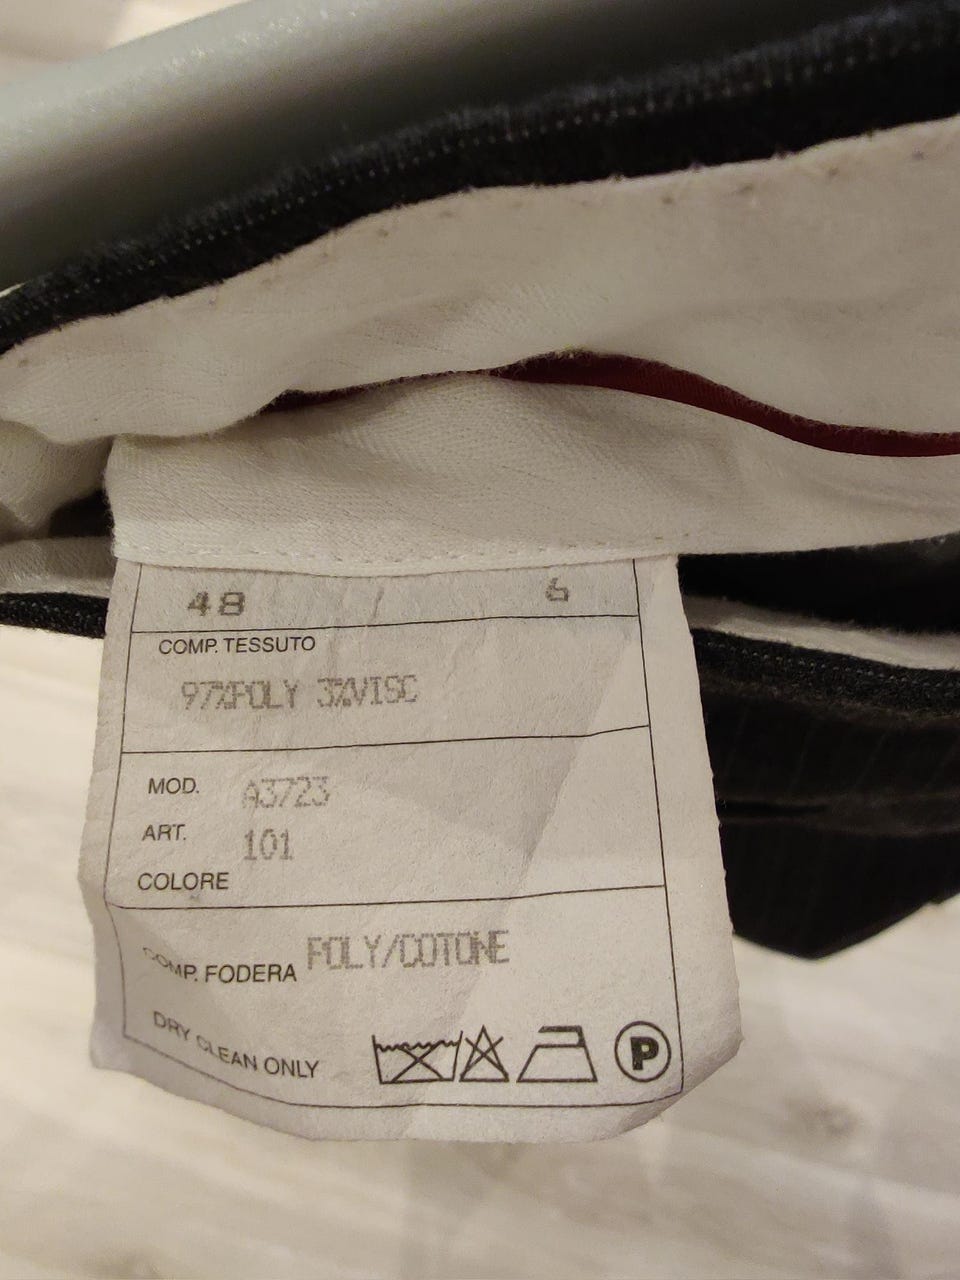 48 / 6
COMP. TESSUTO
97%POLY 3%VISC
MOD. A3723
ART. 101
COLORE
COMP. FODERA POLY/COTONE
DRY CLEAN ONLY P